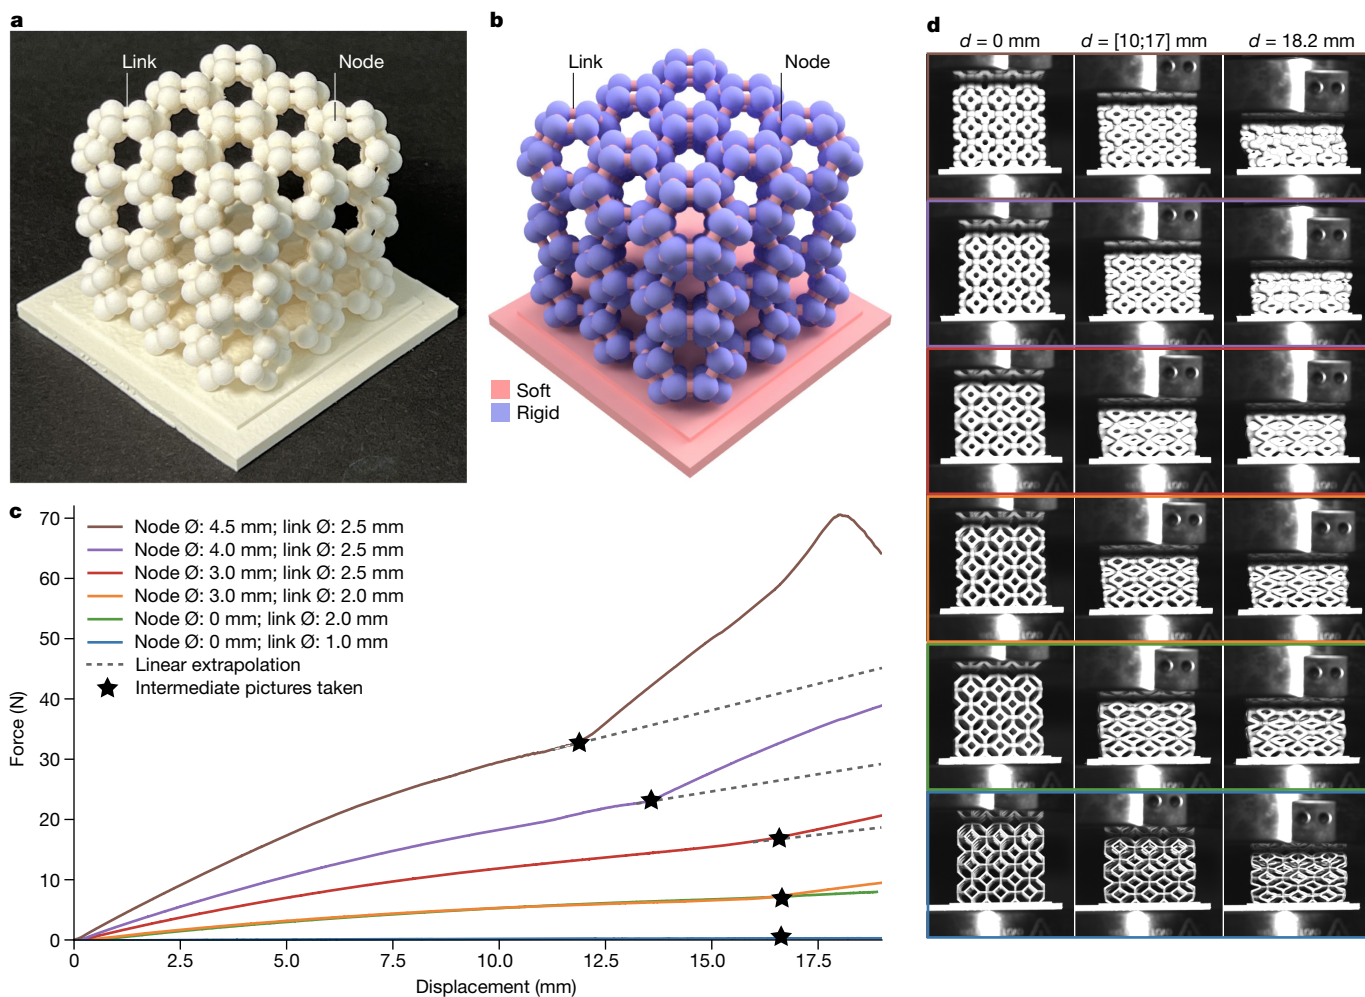 a
Link
Node
b
Link
Node
Soft
Rigid
c
Node Ø: 4.5 mm; link Ø: 2.5 mm
Node Ø: 4.0 mm; link Ø: 2.5 mm
Node Ø: 3.0 mm; link Ø: 2.5 mm
Node Ø: 3.0 mm; link Ø: 2.0 mm
Node Ø: 0 mm; link Ø: 2.0 mm
Node Ø: 0 mm; link Ø: 1.0 mm
Linear extrapolation
Intermediate pictures taken
Force (N)
70
60
50
40
30
20
10
0
0 2.5 5.0 7.5 10.0 12.5 15.0 17.5
Displacement (mm)
d
d = 0 mm d = [10;17] mm d = 18.2 mm